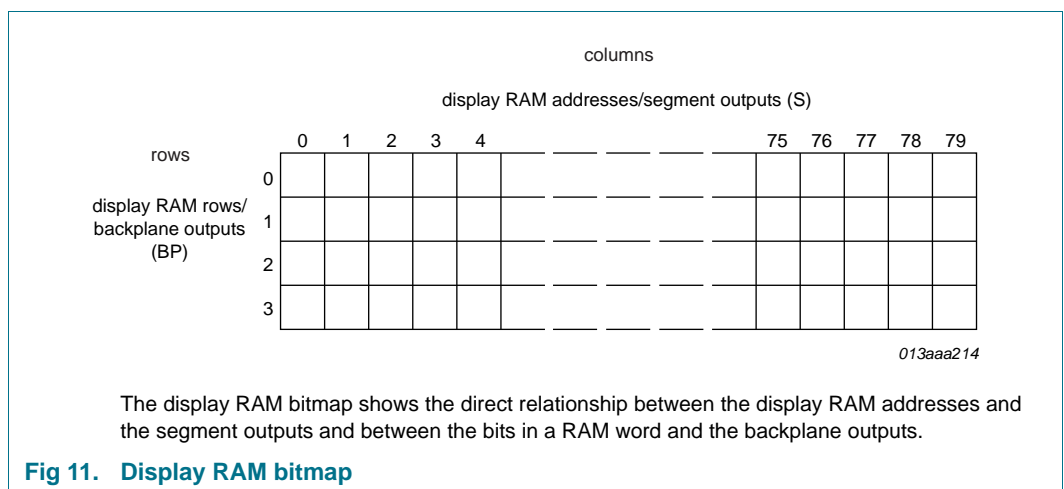 columns
display RAM addresses/segment outputs (S)
0 1 2 3 4 75 76 77 78 79
rows
0
display RAM rows/
1
backplane outputs
(BP)
2
3
013aaa214
The display RAM bitmap shows the direct relationship between the display RAM addresses and
the segment outputs and between the bits in a RAM word and the backplane outputs.
Fig 11. Display RAM bitmap